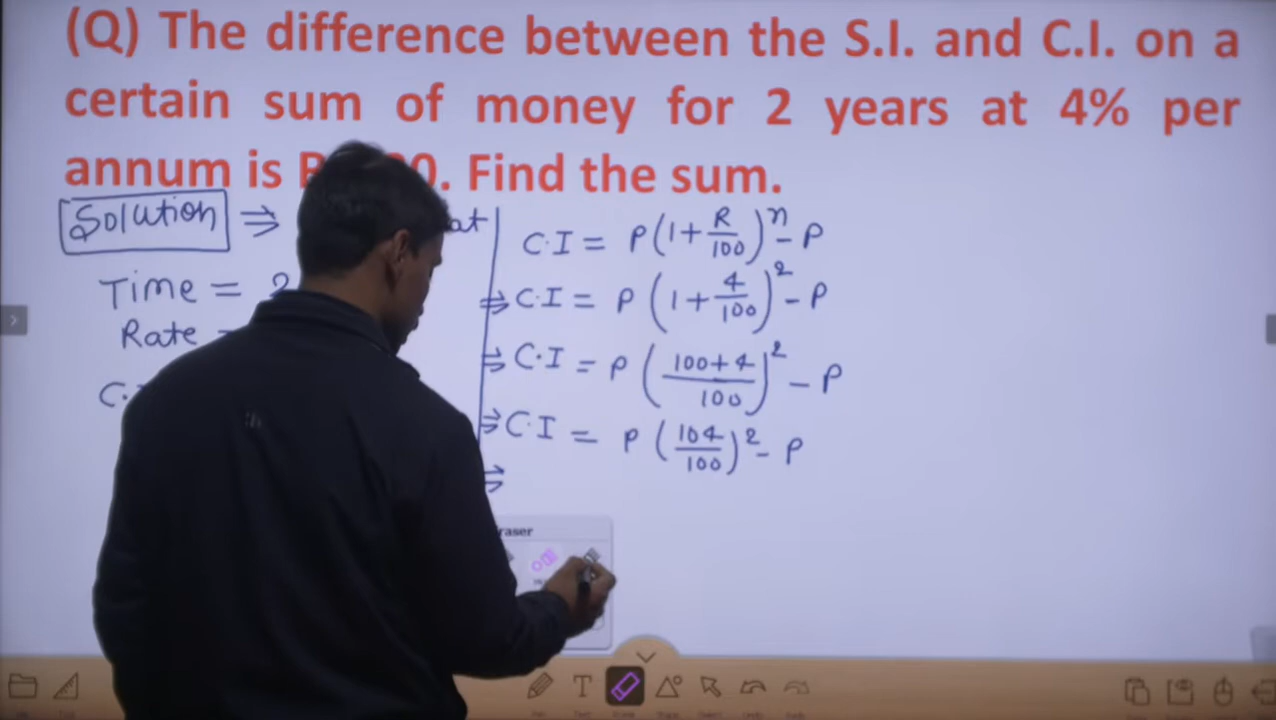 (Q) The difference between the S.I. and C.I. on a
certain sum of money for 2 years at 4% per
annum is 0. Find the sum.
Solution ⇒ at
Time = 2
Rate
C.
C.I = P(1+R/100)^n - P
⇒ C.I = P(1+4/100)^2 - P
⇒ C.I = P(100+4/100)^2 - P
⇒ C.I = P(104/100)^2 - P
⇒
raser